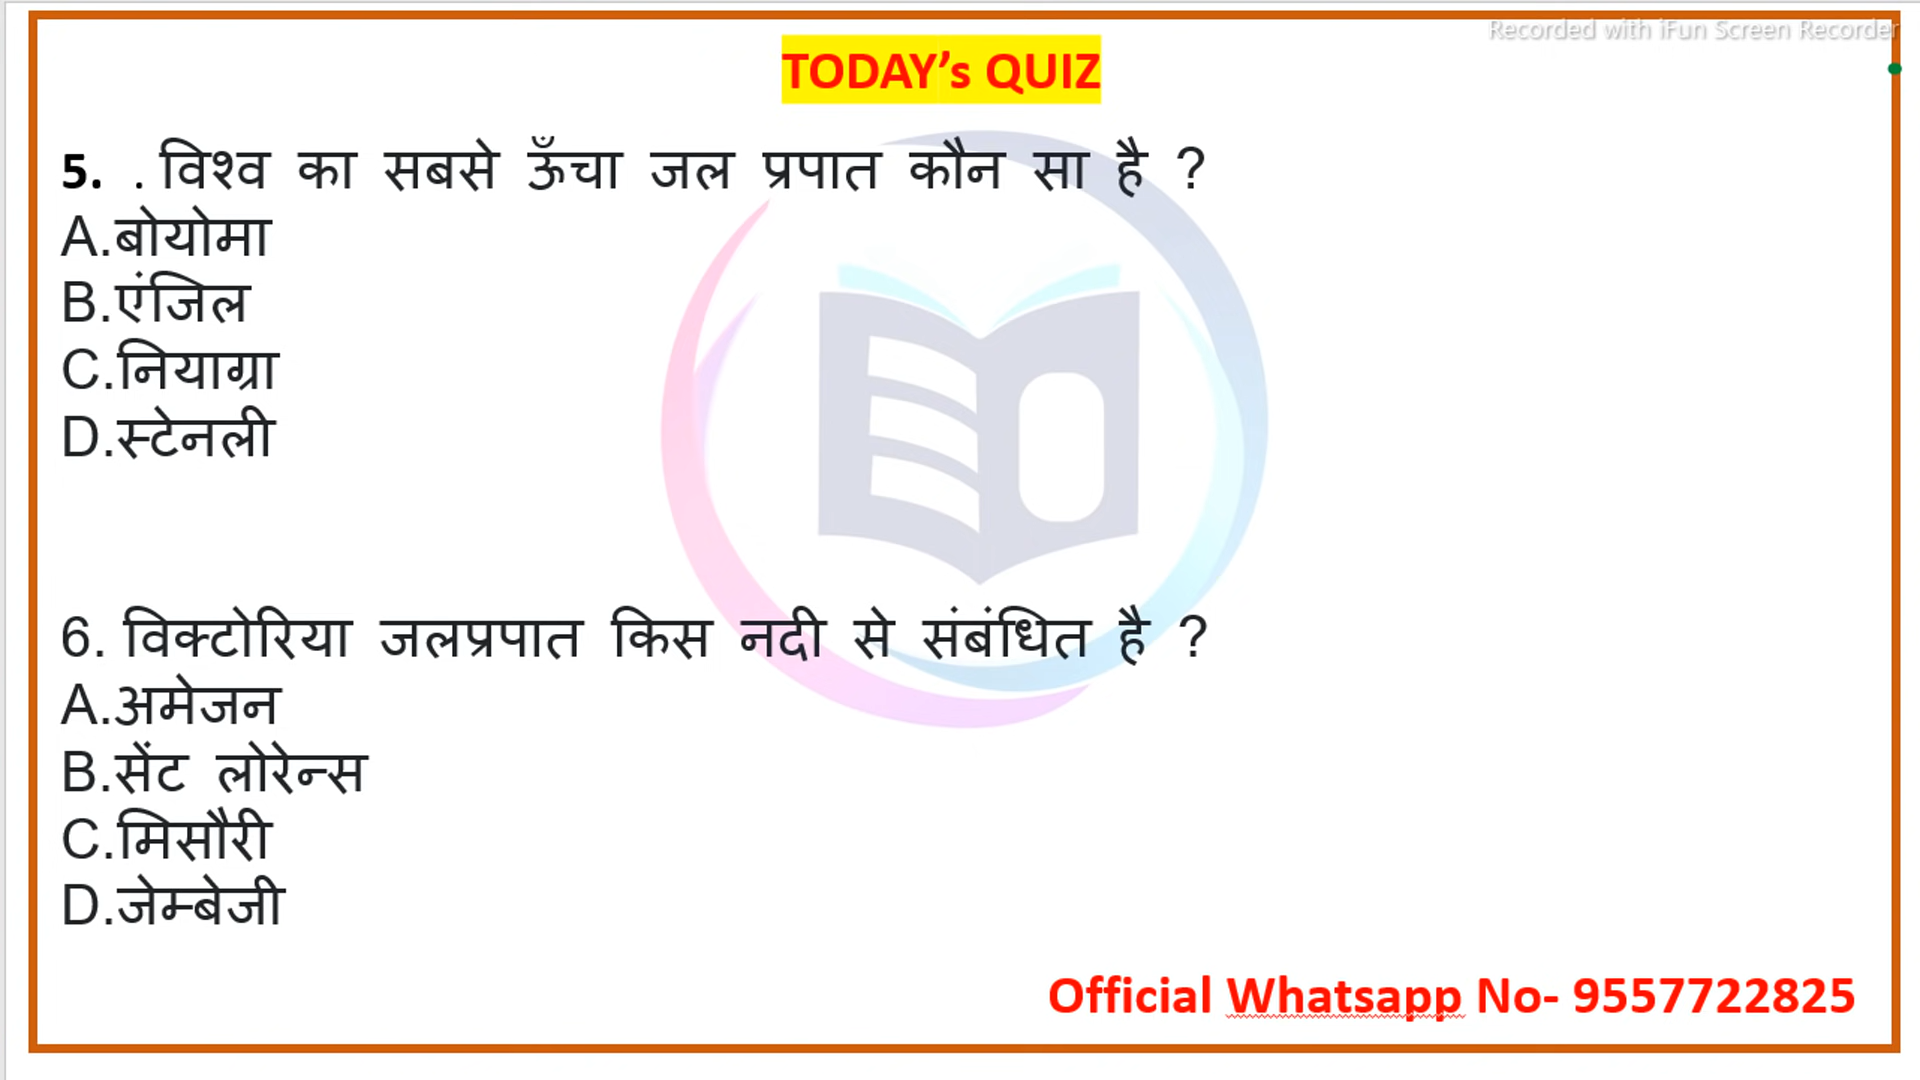 Recorded with iFun Screen Recorder
TODAY’s QUIZ
5. . विश्व का सबसे ऊँचा जल प्रपात कौन सा है ?
A.बोयोमा
B.एंजिल
C.नियाग्रा
D.स्टेनली
6. विक्टोरिया जलप्रपात किस नदी से संबंधित है ?
A.अमेजन
B.सेंट लोरेन्स
C.मिसौरी
D.जेम्बेजी
Official Whatsapp No- 9557722825